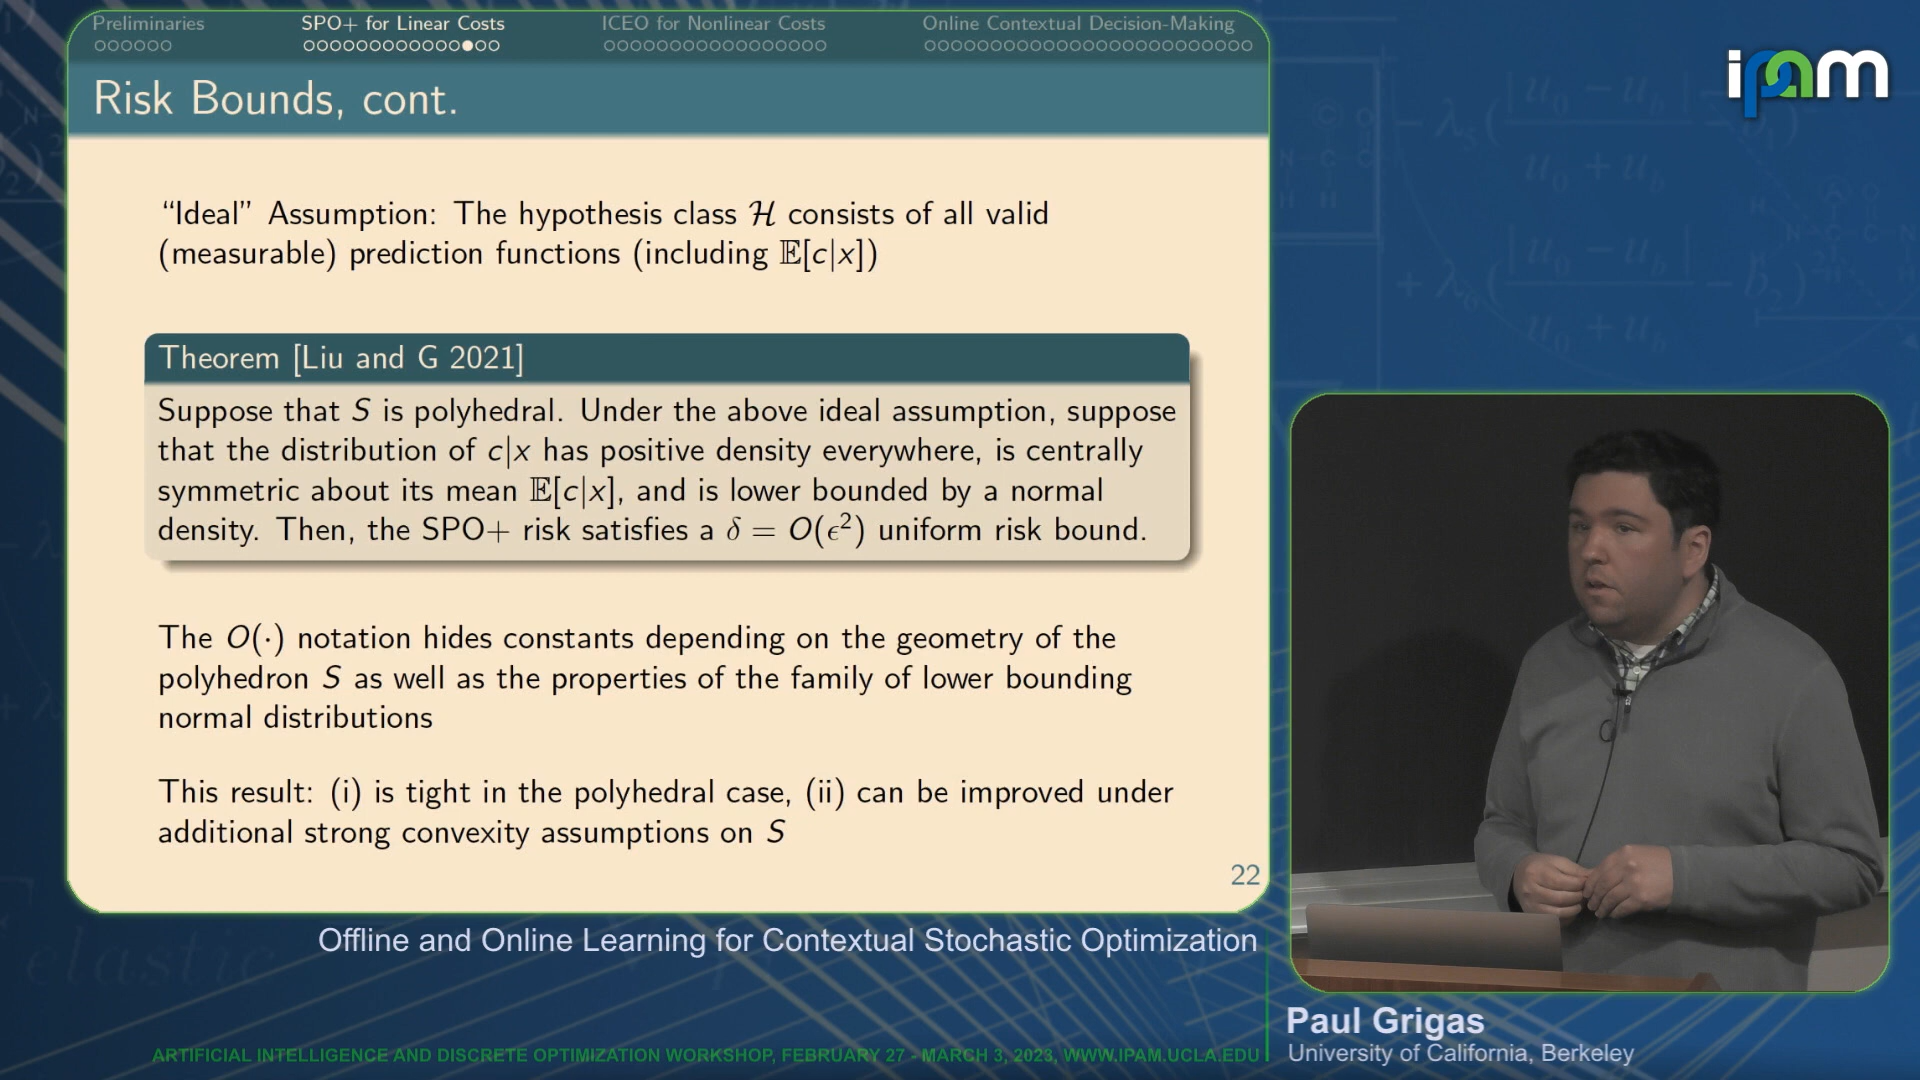 Preliminaries
SPO+ for Linear Costs
ICEO for Nonlinear Costs
Online Contextual Decision-Making
Risk Bounds, cont.
“Ideal” Assumption: The hypothesis class ℋ consists of all valid
(measurable) prediction functions (including 𝔼[c|x])
Theorem [Liu and G 2021]
Suppose that S is polyhedral. Under the above ideal assumption, suppose
that the distribution of c|x has positive density everywhere, is centrally
symmetric about its mean 𝔼[c|x], and is lower bounded by a normal
density. Then, the SPO+ risk satisfies a δ = O(ϵ²) uniform risk bound.
The O(·) notation hides constants depending on the geometry of the
polyhedron S as well as the properties of the family of lower bounding
normal distributions
This result: (i) is tight in the polyhedral case, (ii) can be improved under
additional strong convexity assumptions on S
22
ipam
Offline and Online Learning for Contextual Stochastic Optimization
Paul Grigas
University of California, Berkeley
ARTIFICIAL INTELLIGENCE AND DISCRETE OPTIMIZATION WORKSHOP, FEBRUARY 27 - MARCH 3, 2023, WWW.IPAM.UCLA.EDU
elastic